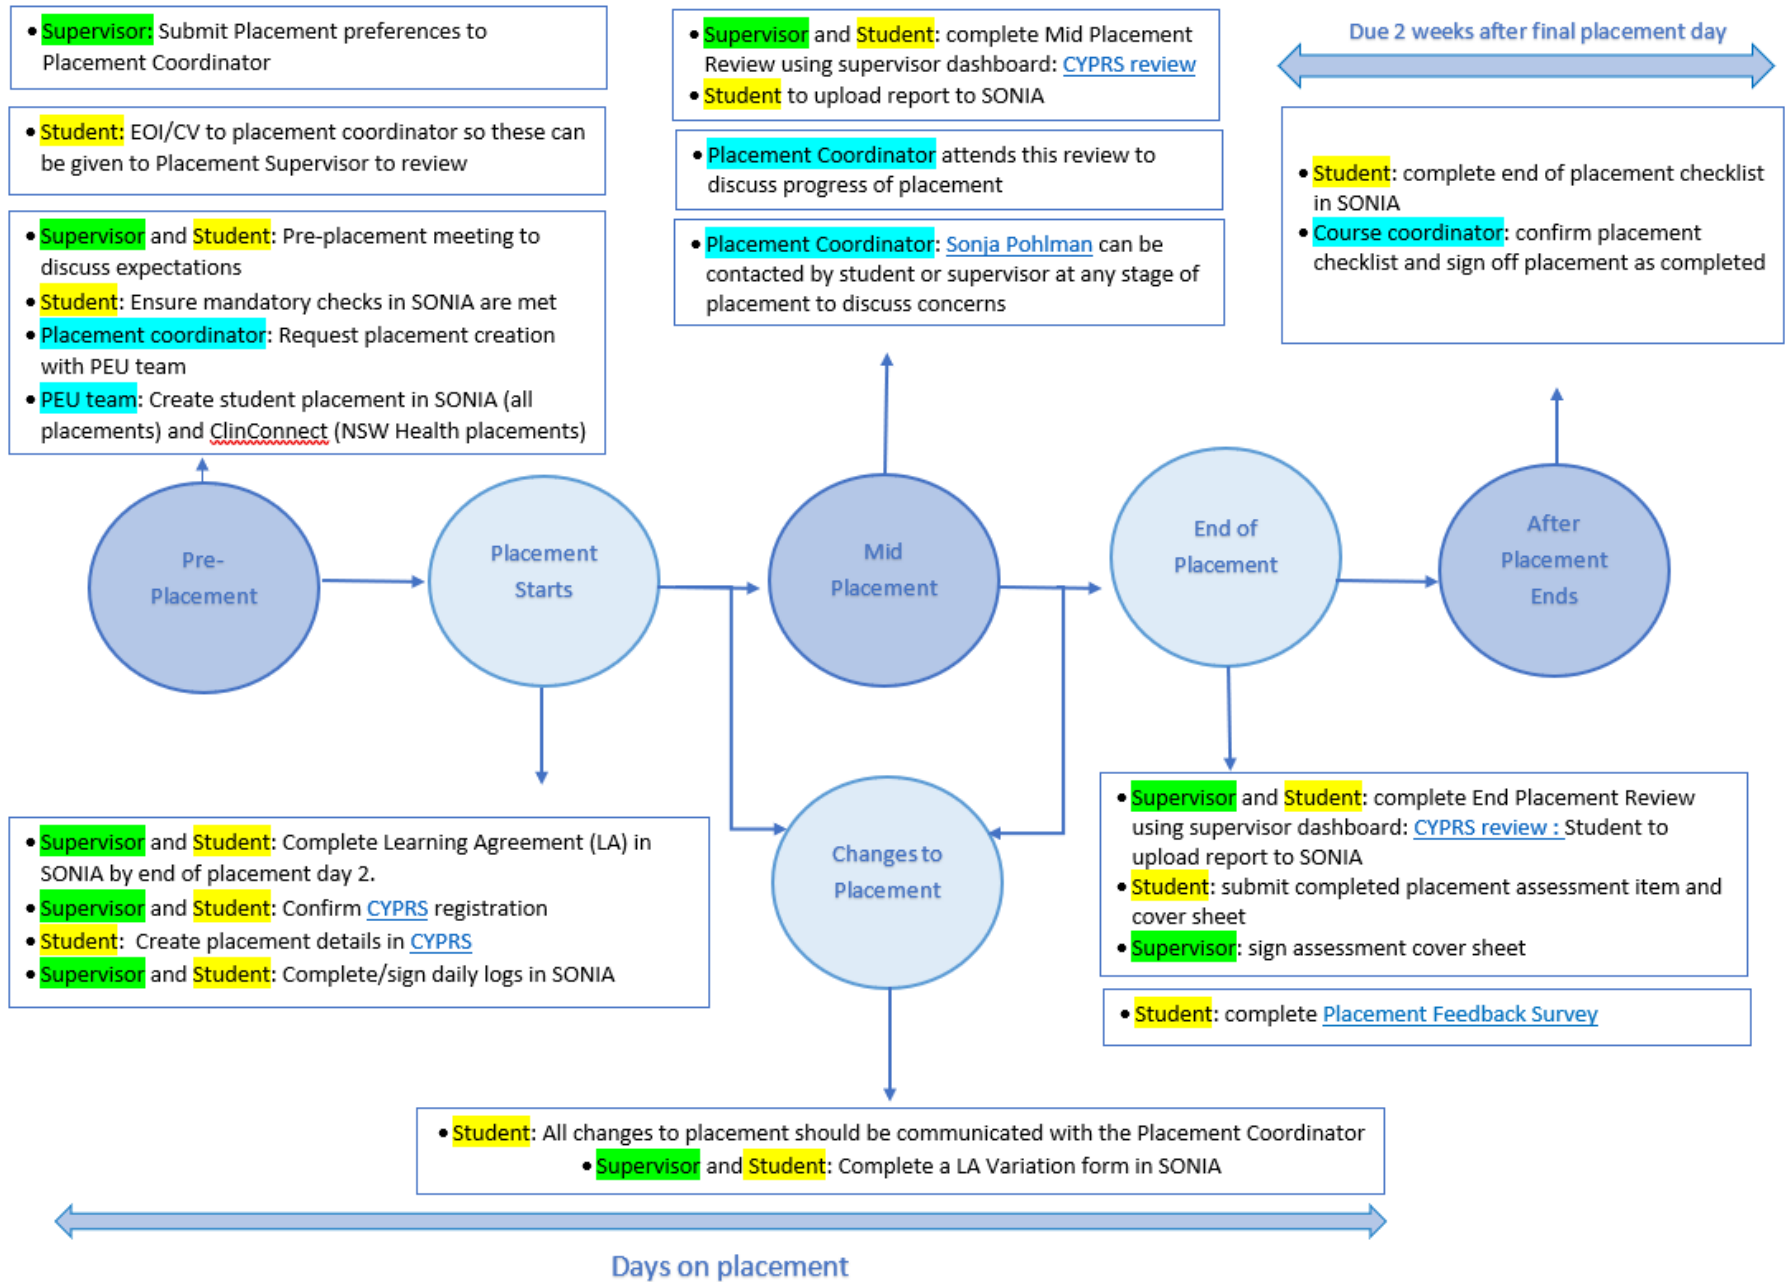 • Supervisor: Submit Placement preferences to
Placement Coordinator
• Student: EOI/CV to placement coordinator so these can
be given to Placement Supervisor to review
• Supervisor and Student: Pre-placement meeting to
discuss expectations
• Student: Ensure mandatory checks in SONIA are met
• Placement coordinator: Request placement creation
with PEU team
• PEU team: Create student placement in SONIA (all
placements) and ClinConnect (NSW Health placements)
• Supervisor and Student: complete Mid Placement
Review using supervisor dashboard: CYPRS review
• Student to upload report to SONIA
• Placement Coordinator attends this review to
discuss progress of placement
• Placement Coordinator: Sonja Pohlman can be
contacted by student or supervisor at any stage of
placement to discuss concerns
Due 2 weeks after final placement day
• Student: complete end of placement checklist
in SONIA
• Course coordinator: confirm placement
checklist and sign off placement as completed
Pre-
Placement
Placement
Starts
Mid
Placement
End of
Placement
After
Placement
Ends
Changes to
Placement
• Supervisor and Student: Complete Learning Agreement (LA) in
SONIA by end of placement day 2.
• Supervisor and Student: Confirm CYPRS registration
• Student: Create placement details in CYPRS
• Supervisor and Student: Complete/sign daily logs in SONIA
• Supervisor and Student: complete End Placement Review
using supervisor dashboard: CYPRS review : Student to
upload report to SONIA
• Student: submit completed placement assessment item and
cover sheet
• Supervisor: sign assessment cover sheet
• Student: complete Placement Feedback Survey
• Student: All changes to placement should be communicated with the Placement Coordinator
• Supervisor and Student: Complete a LA Variation form in SONIA
Days on placement